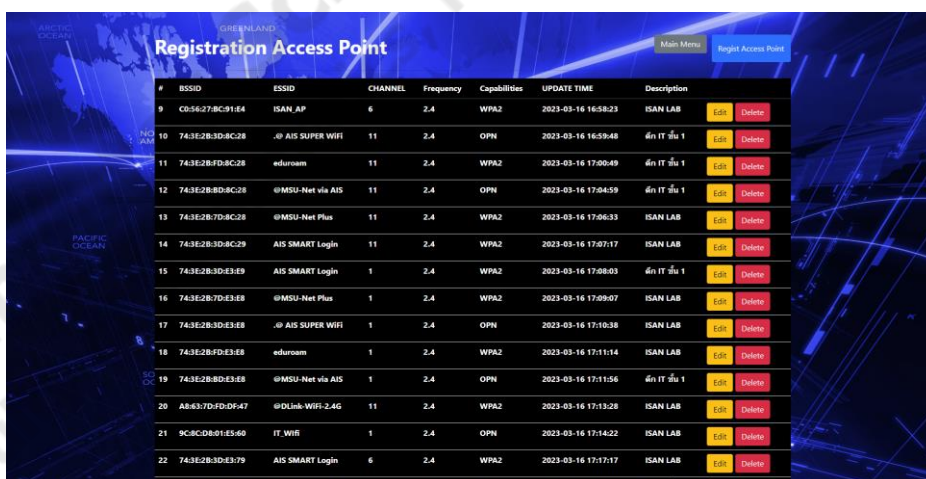 ARCTIC
OCEAN
GREENLAND
Registration Access Point
Main Menu
Regist Access Point
# BSSID ESSID CHANNEL Frequency Capabilities UPDATE TIME Description
9 C0:56:27:BC:91:E4 ISAN_AP 6 2.4 WPA2 2023-03-16 16:58:23 ISAN LAB Edit Delete
10 74:3E:2B:3D:8C:28 .@ AIS SUPER WiFi 11 2.4 OPN 2023-03-16 16:59:48 ตึก IT ชั้น 1 Edit Delete
11 74:3E:2B:FD:8C:28 eduroam 11 2.4 WPA2 2023-03-16 17:00:49 ตึก IT ชั้น 1 Edit Delete
12 74:3E:2B:BD:8C:28 @MSU-Net via AIS 11 2.4 OPN 2023-03-16 17:04:59 ตึก IT ชั้น 1 Edit Delete
13 74:3E:2B:7D:8C:28 @MSU-Net Plus 11 2.4 WPA2 2023-03-16 17:06:33 ISAN LAB Edit Delete
14 74:3E:2B:3D:8C:29 AIS SMART Login 11 2.4 WPA2 2023-03-16 17:07:17 ISAN LAB Edit Delete
15 74:3E:2B:3D:E3:E9 AIS SMART Login 1 2.4 WPA2 2023-03-16 17:08:03 ตึก IT ชั้น 1 Edit Delete
16 74:3E:2B:7D:E3:E8 @MSU-Net Plus 1 2.4 WPA2 2023-03-16 17:09:07 ISAN LAB Edit Delete
17 74:3E:2B:3D:E3:E8 .@ AIS SUPER WiFi 1 2.4 OPN 2023-03-16 17:10:38 ISAN LAB Edit Delete
18 74:3E:2B:FD:E3:E8 eduroam 1 2.4 WPA2 2023-03-16 17:11:14 ISAN LAB Edit Delete
19 74:3E:2B:BD:E3:E8 @MSU-Net via AIS 1 2.4 OPN 2023-03-16 17:11:56 ตึก IT ชั้น 1 Edit Delete
20 A8:63:7D:FD:DF:47 @DLink-WiFi-2.4G 11 2.4 WPA2 2023-03-16 17:13:28 ISAN LAB Edit Delete
21 9C:8C:D8:01:E5:60 IT_Wifi 1 2.4 OPN 2023-03-16 17:14:22 ISAN LAB Edit Delete
22 74:3E:2B:3D:E3:79 AIS SMART Login 6 2.4 WPA2 2023-03-16 17:17:17 ISAN LAB Edit Delete
PACIFIC
OCEAN